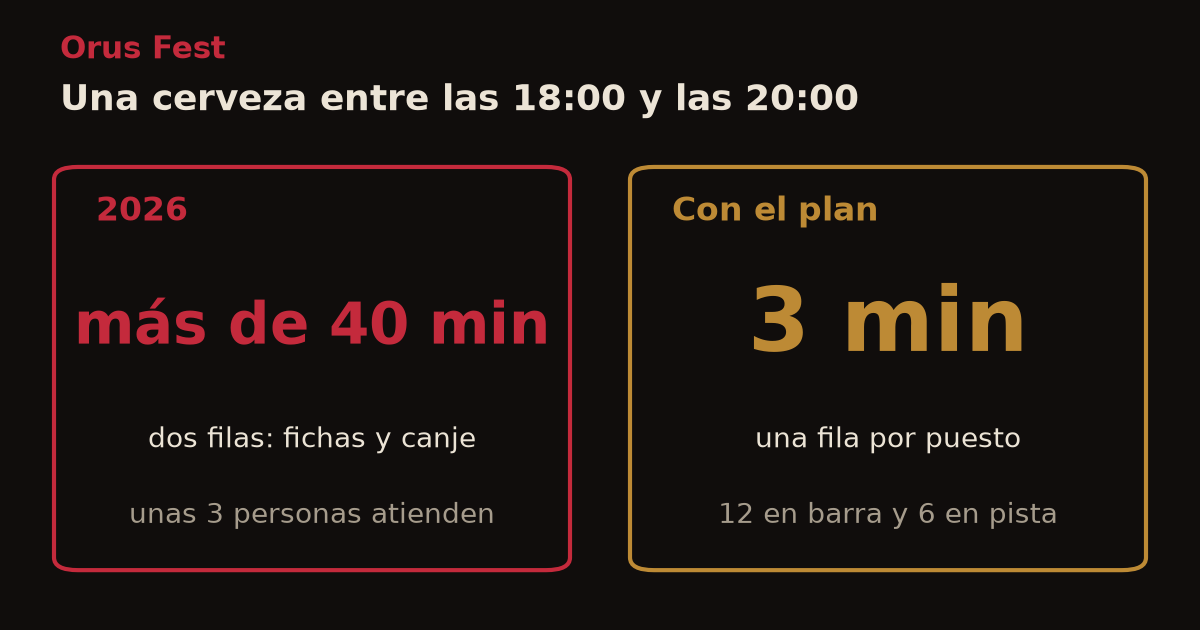 Orus Fest
Una cerveza entre las 18:00 y las 20:00
2026
más de 40 min
dos filas: fichas y canje
unas 3 personas atienden
Con el plan
3 min
una fila por puesto
12 en barra y 6 en pista